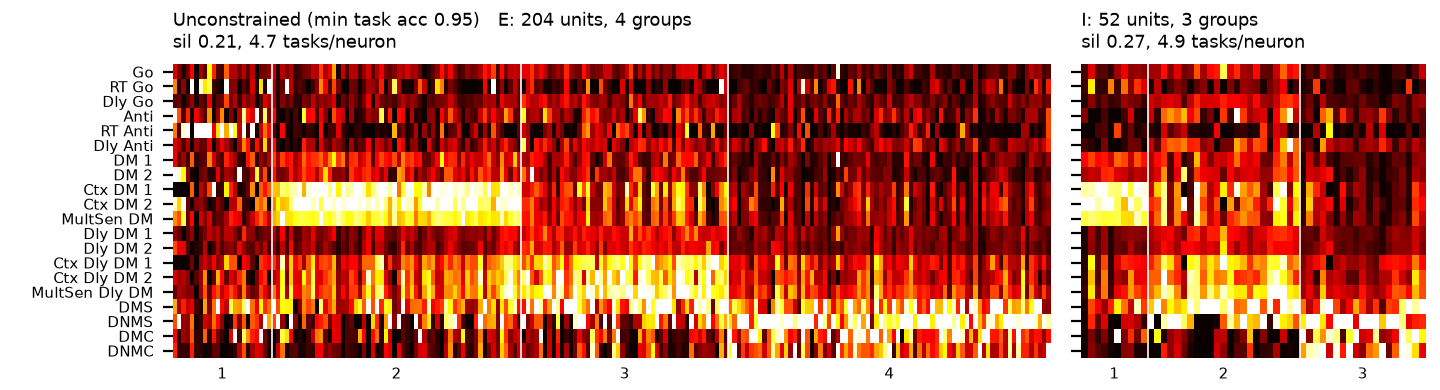 Unconstrained (min task acc 0.95)   E: 204 units, 4 groups
sil 0.21, 4.7 tasks/neuron
I: 52 units, 3 groups
sil 0.27, 4.9 tasks/neuron
Go
RT Go
Dly Go
Anti
RT Anti
Dly Anti
DM 1
DM 2
Ctx DM 1
Ctx DM 2
MultSen DM
Dly DM 1
Dly DM 2
Ctx Dly DM 1
Ctx Dly DM 2
MultSen Dly DM
DMS
DNMS
DMC
DNMC
1 2 3 4
1 2 3